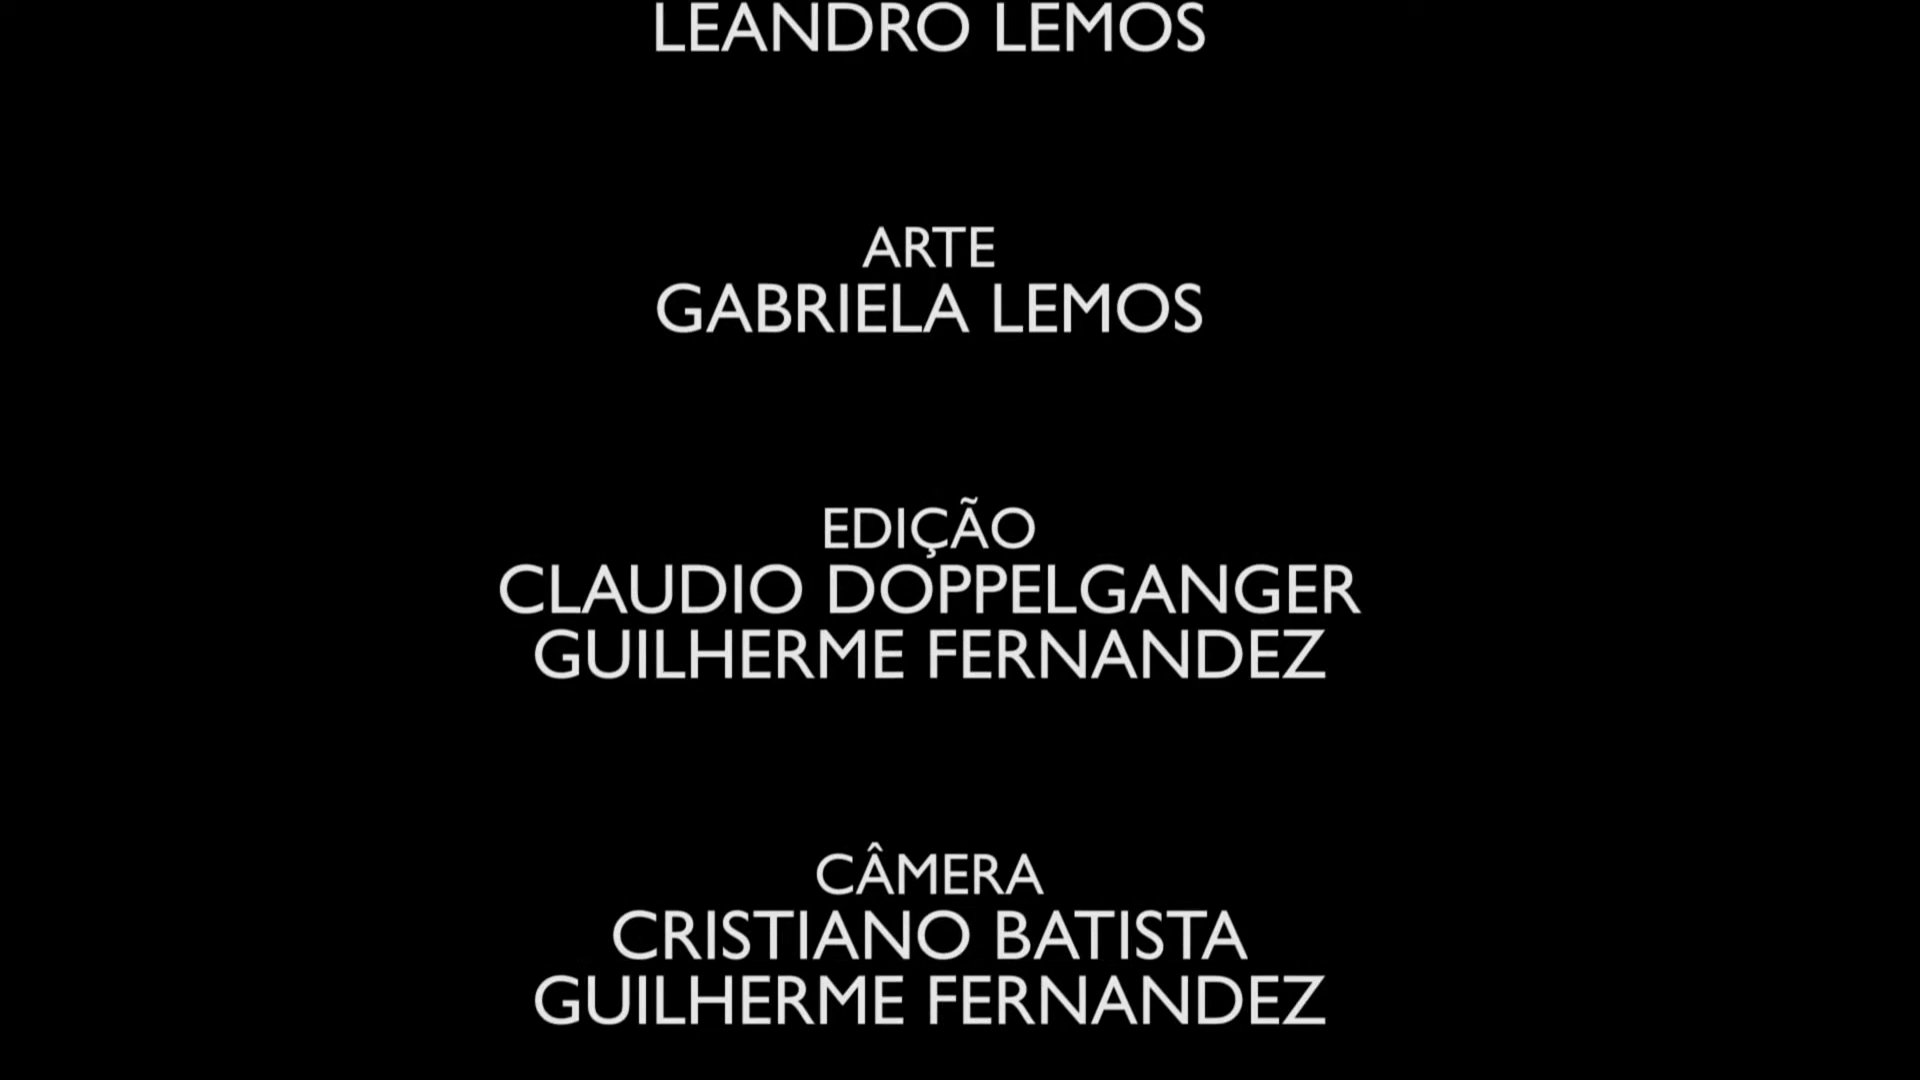 LEANDRO LEMOS
ARTE
GABRIELA LEMOS
EDIÇÃO
CLAUDIO DOPPELGANGER
GUILHERME FERNANDEZ
CÂMERA
CRISTIANO BATISTA
GUILHERME FERNANDEZ